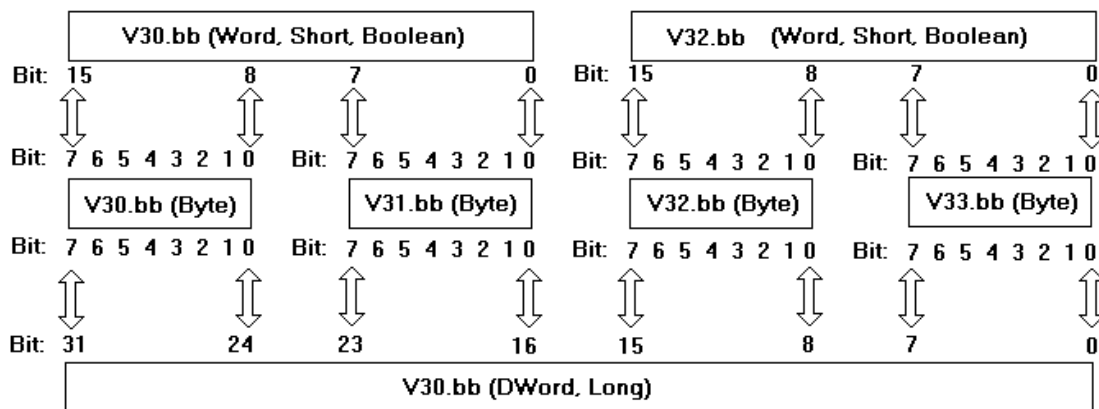 V30.bb (Word, Short, Boolean) V32.bb (Word, Short, Boolean)
Bit: 15 8 7 0 Bit: 15 8 7 0
Bit: 7 6 5 4 3 2 1 0 Bit: 7 6 5 4 3 2 1 0 Bit: 7 6 5 4 3 2 1 0 Bit: 7 6 5 4 3 2 1 0
V30.bb (Byte) V31.bb (Byte) V32.bb (Byte) V33.bb (Byte)
Bit: 7 6 5 4 3 2 1 0 Bit: 7 6 5 4 3 2 1 0 Bit: 7 6 5 4 3 2 1 0 Bit: 7 6 5 4 3 2 1 0
Bit: 31 24 23 16 15 8 7 0
V30.bb (DWord, Long)